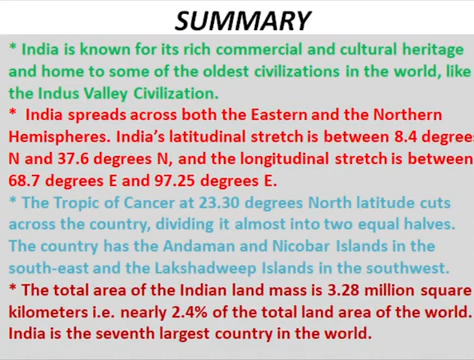 SUMMARY
* India is known for its rich commercial and cultural heritage
and home to some of the oldest civilizations in the world, like
the Indus Valley Civilization.
* India spreads across both the Eastern and the Northern
Hemispheres. India's latitudinal stretch is between 8.4 degrees
N and 37.6 degrees N, and the longitudinal stretch is between
68.7 degrees E and 97.25 degrees E.
* The Tropic of Cancer at 23.30 degrees North latitude cuts
across the country, dividing it almost into two equal halves.
The country has the Andaman and Nicobar Islands in the
south-east and the Lakshadweep Islands in the southwest.
* The total area of the Indian land mass is 3.28 million square
kilometers i.e. nearly 2.4% of the total land area of the world.
India is the seventh largest country in the world.